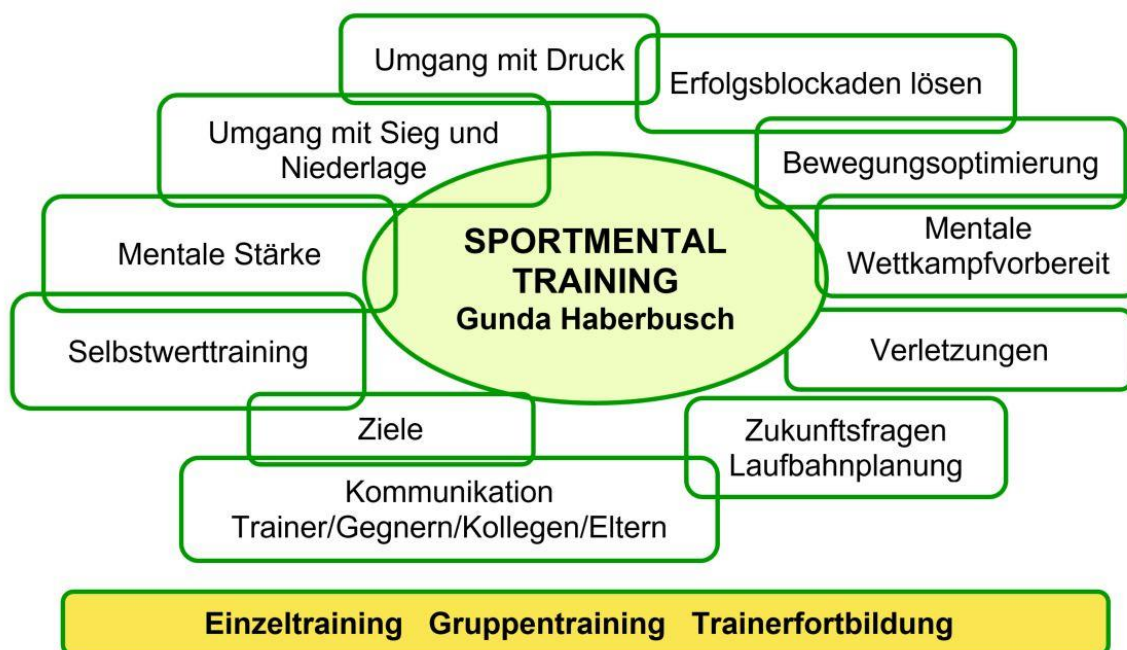 Umgang mit Druck
Erfolgsblockaden lösen
Umgang mit Sieg und
Niederlage
Bewegungsoptimierung
Mentale Stärke
SPORTMENTAL
TRAINING
Gunda Haberbusch
Mentale
Wettkampfvorbereit
Selbstwerttraining
Verletzungen
Ziele
Zukunftsfragen
Laufbahnplanung
Kommunikation
Trainer/Gegnern/Kollegen/Eltern
Einzeltraining Gruppentraining Trainerfortbildung